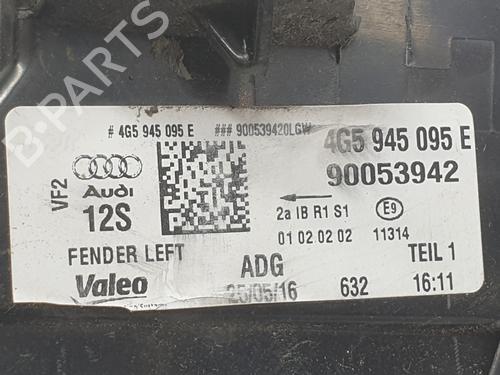 # 4G5 945 095 E ### 900539420LGW
4G5 945 095 E
90053942
VF2
Audi
12S
2a IB R1 S1
E9
01 02 02 02 11314
FENDER LEFT
ADG
TEIL 1
Valeo
25/05/16 632 16:11
B-PARTS